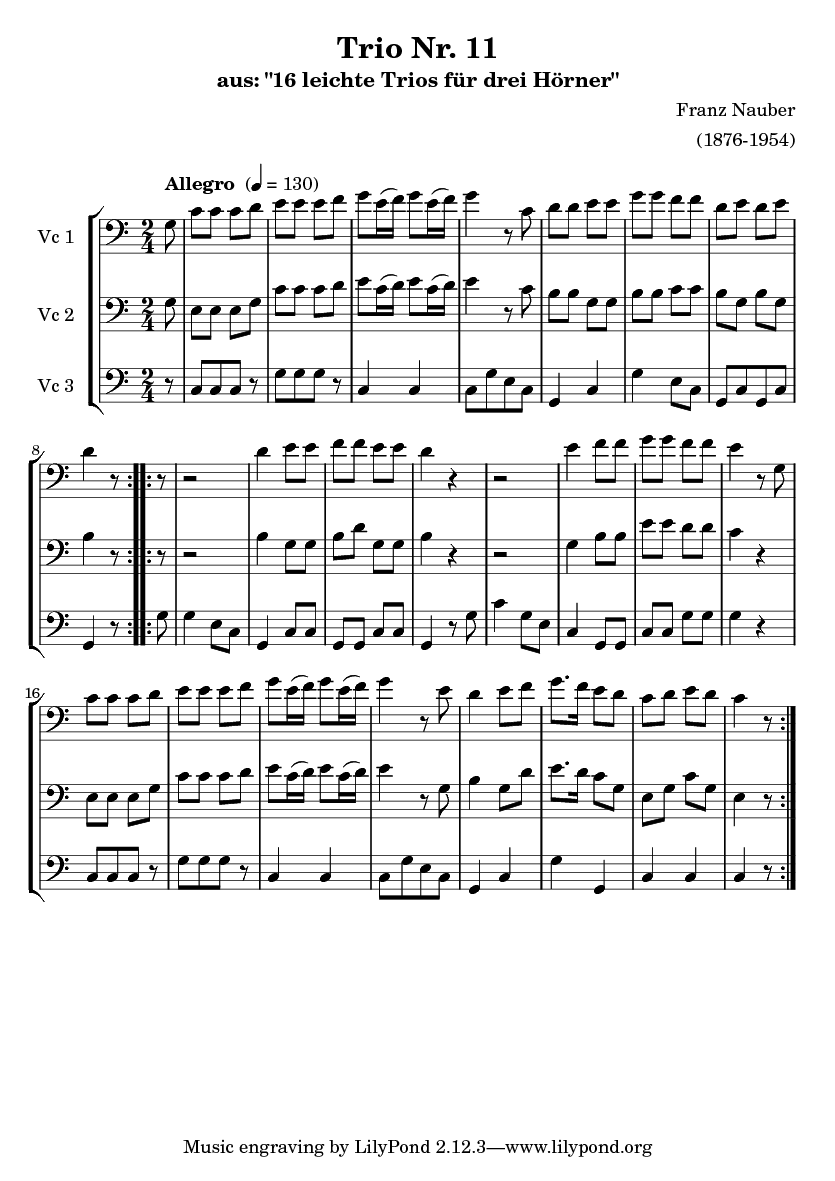 Trio Nr. 11
aus: "16 leichte Trios für drei Hörner"
Franz Nauber
(1876-1954)
Allegro (♩ = 130)
Vc 1
Vc 2
Vc 3
8
16
Music engraving by LilyPond 2.12.3—www.lilypond.org